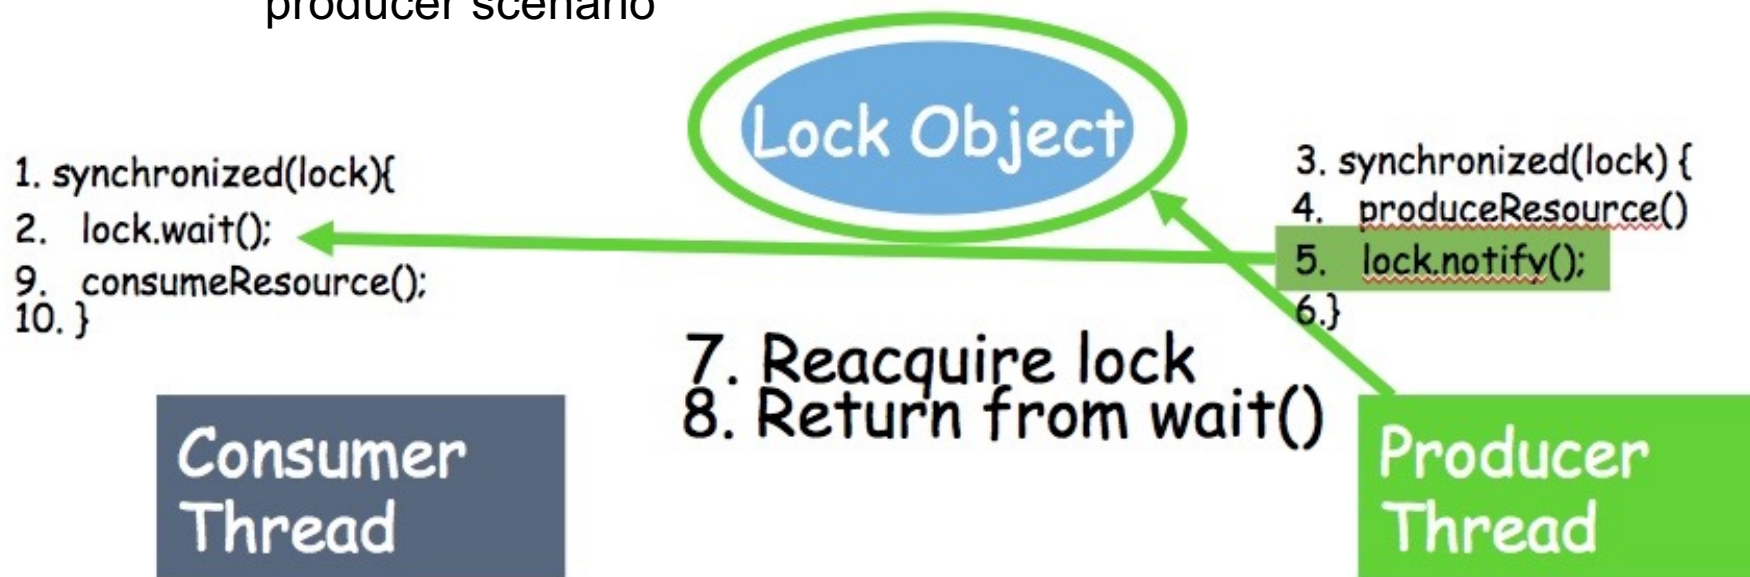 producer scenario
Lock Object
1. synchronized(lock){
2. lock.wait();
9. consumeResource();
10. }
3. synchronized(lock) {
4. produceResource()
5. lock.notify();
6.}
7. Reacquire lock
8. Return from wait()
Consumer
Thread
Producer
Thread